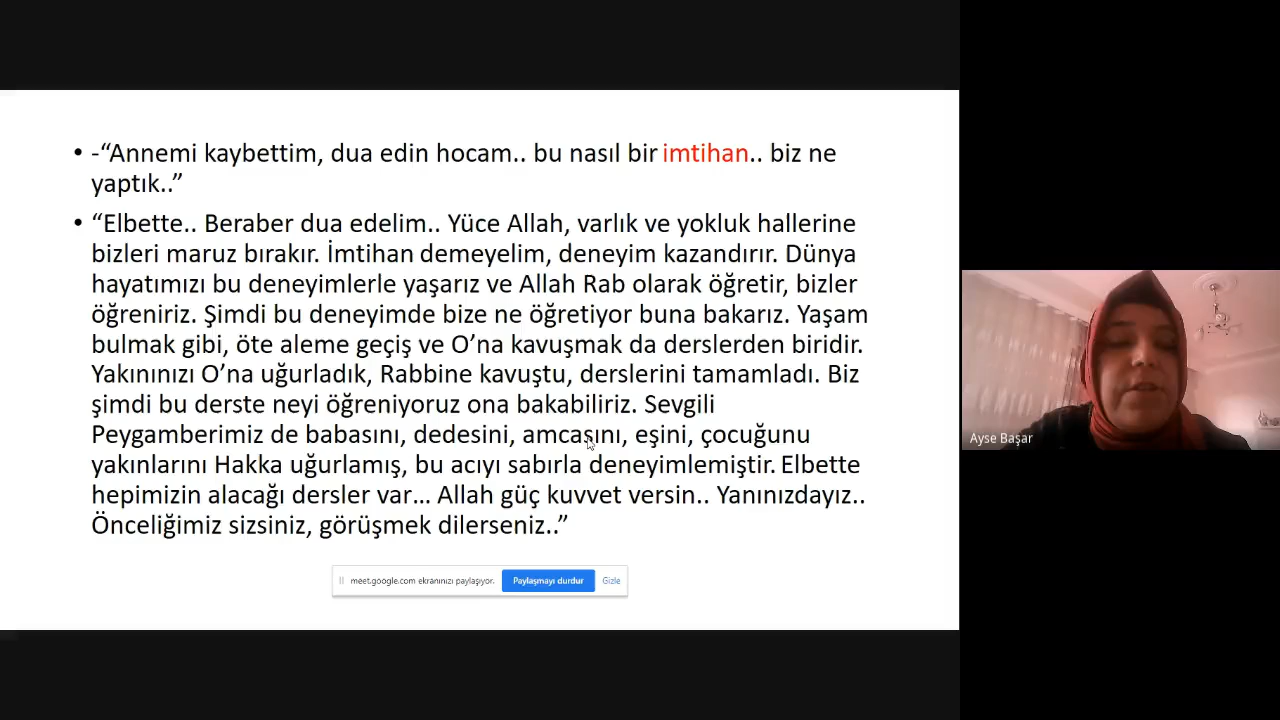 • -“Annemi kaybettim, dua edin hocam.. bu nasıl bir imtihan.. biz ne
yaptık..”
• “Elbette.. Beraber dua edelim.. Yüce Allah, varlık ve yokluk hallerine
bizleri maruz bırakır. İmtihan demeyelim, deneyim kazandırır. Dünya
hayatımızı bu deneyimlerle yaşarız ve Allah Rab olarak öğretir, bizler
öğreniriz. Şimdi bu deneyimde bize ne öğretiyor buna bakarız. Yaşam
bulmak gibi, öte aleme geçiş ve O’na kavuşmak da derslerden biridir.
Yakınınızı O’na uğurladık, Rabbine kavuştu, derslerini tamamladı. Biz
şimdi bu derste neyi öğreniyoruz ona bakabiliriz. Sevgili
Peygamberimiz de babasını, dedesini, amcasını, eşini, çocuğunu
yakınlarını Hakka uğurlamış, bu acıyı sabırla deneyimlemiştir. Elbette
hepimizin alacağı dersler var… Allah güç kuvvet versin.. Yanınızdayız..
Önceliğimiz sizsiniz, görüşmek dilerseniz..”
meet.google.com ekranınızı paylaşıyor. Paylaşmayı durdur Gizle
Ayse Başar